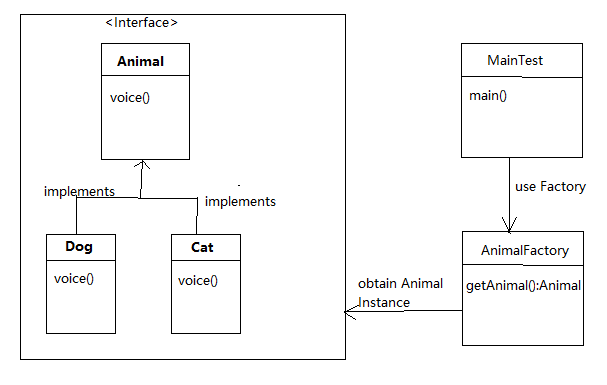 <Interface>
Animal
voice()
implements
implements
Dog
voice()
Cat
voice()
MainTest
main()
use Factory
AnimalFactory
getAnimal():Animal
obtain Animal
Instance